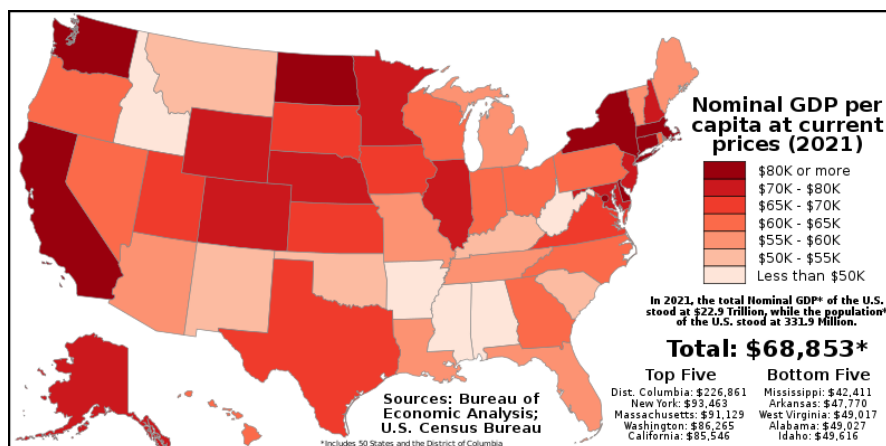 Nominal GDP per
capita at current
prices (2021)
$80K or more
$70K - $80K
$65K - $70K
$60K - $65K
$55K - $60K
$50K - $55K
Less than $50K
In 2021, the total Nominal GDP* of the U.S.
stood at $22.9 Trillion, while the population*
of the U.S. stood at 331.9 Million.
Total: $68,853*
Top Five
Dist. Columbia: $226,861
New York: $93,463
Massachusetts: $91,129
Washington: $86,265
California: $85,546
Bottom Five
Mississippi: $42,411
Arkansas: $47,770
West Virginia: $49,017
Alabama: $49,027
Idaho: $49,616
Sources: Bureau of
Economic Analysis;
U.S. Census Bureau
*Includes 50 States and the District of Columbia